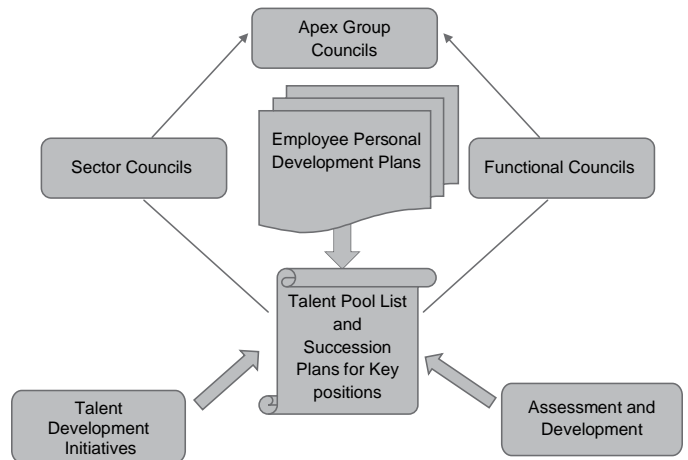 Apex Group
Councils
Employee Personal
Development Plans
Sector Councils
Functional Councils
Talent Pool List
and
Succession
Plans for Key
positions
Talent
Development
Initiatives
Assessment and
Development